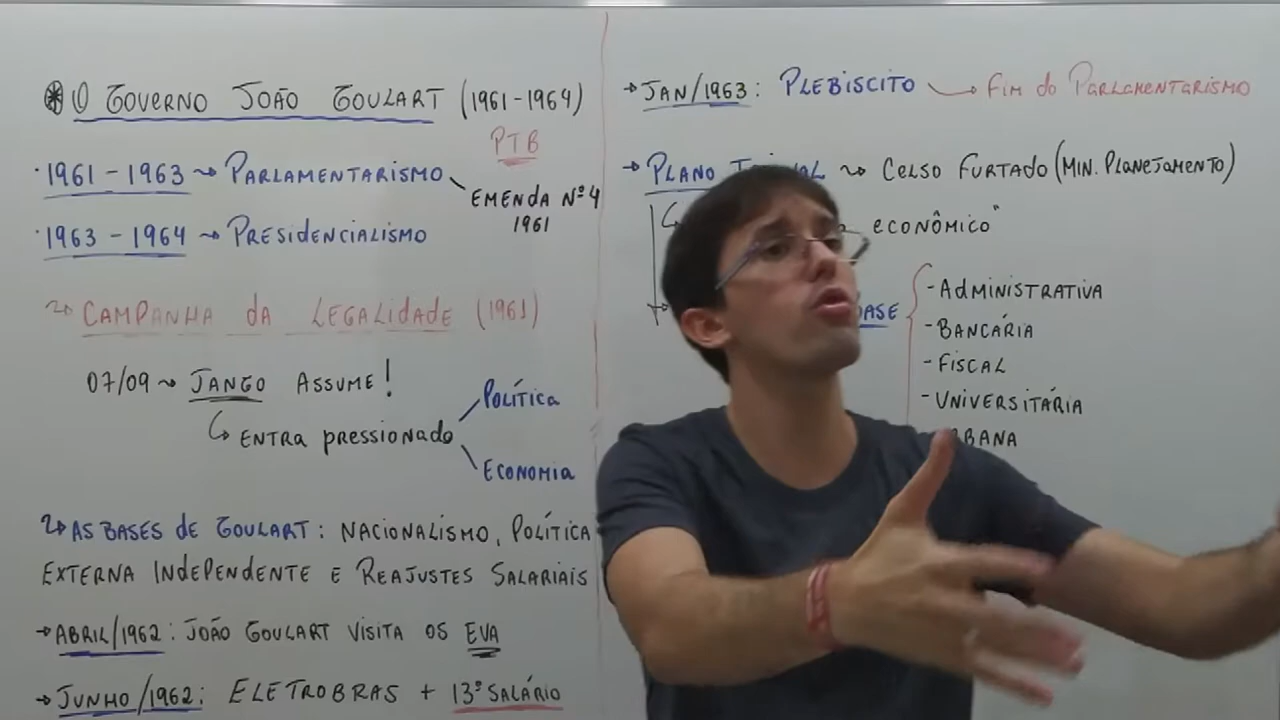 O GOVERNO JOÃO GOULART (1961-1964)
PTB
1961-1963 PARLAMENTARISMO
EMENDA Nº 4
1961
1963-1964 PRESIDENCIALISMO
CAMPANHA da LEGALIDADE (1961)
07/09 JANGO ASSUME!
ENTRA pressionado
POLÍTICA
ECONOMIA
AS BASES de GOULART: NACIONALISMO, POLÍTICA
EXTERNA INDEPENDENTE E REAJUSTES SALARIAIS
ABRIL/1962: JOÃO GOULART VISITA OS EVA
JUNHO/1962: ELETROBRAS + 13º SALÁRIO
JAN/1963: PLEBISCITO FIM do PARLAMENTARISMO
PLANO CELSO FURTADO (MIN. PLANEJAMENTO)
econômico"
- ADMINISTRATIVA
- BANCÁRIA
- FISCAL
- UNIVERSITÁRIA